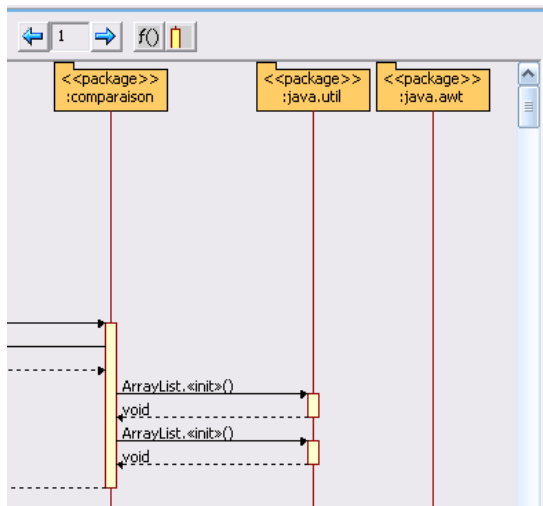 1
f()
<<package>>
:comparaison
<<package>>
:java.util
<<package>>
:java.awt
ArrayList.«init»()
void
ArrayList.«init»()
void